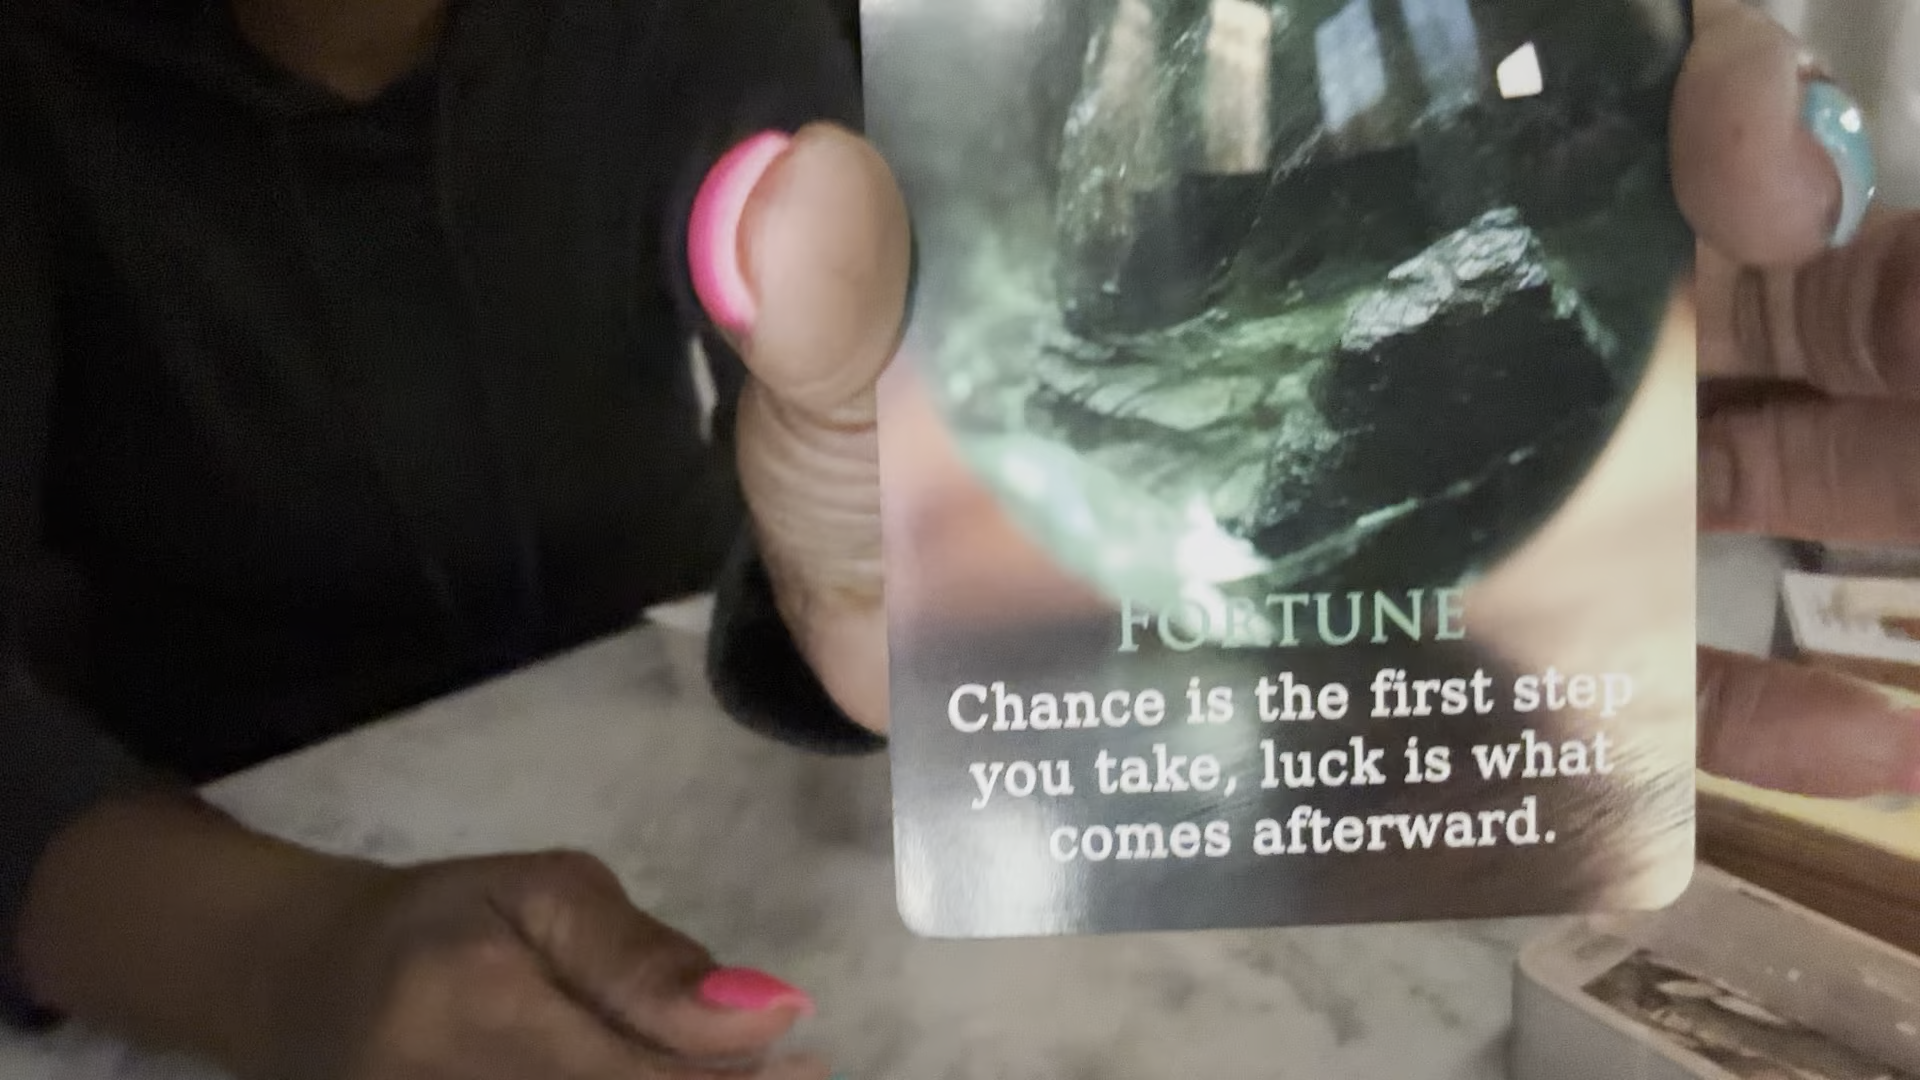 FORTUNE
Chance is the first step
you take, luck is what
comes afterward.